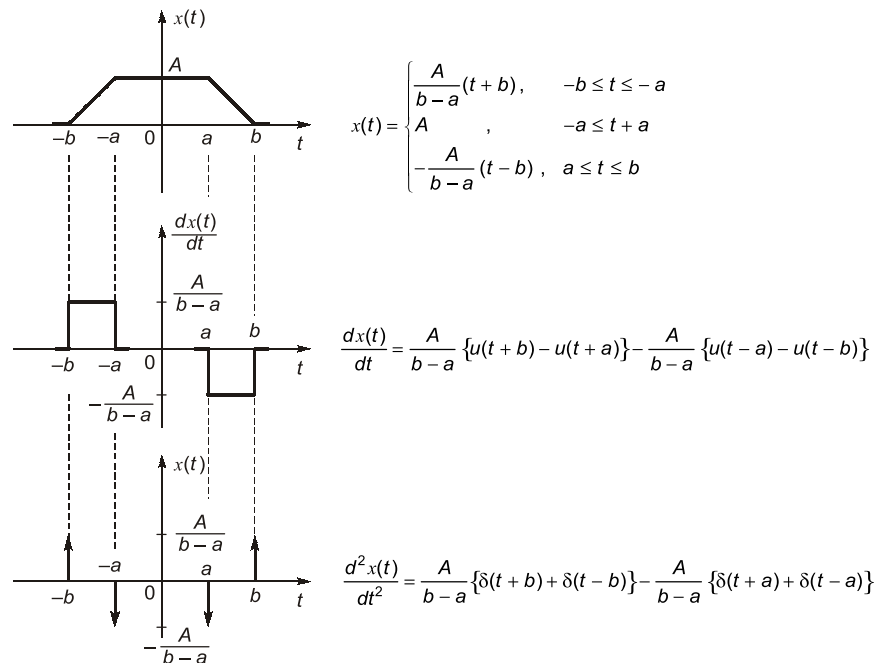 x(t)
A
–b –a 0 a b t
x(t) = { A/(b – a) (t + b) , –b ≤ t ≤ – a
A , –a ≤ t + a
–A/(b – a) (t – b) , a ≤ t ≤ b
dx(t)/dt
A/(b – a)
a b
–b –a 0 t
–A/(b – a)
dx(t)/dt = A/(b – a) {u(t + b) – u(t + a)} – A/(b – a) {u(t – a) – u(t – b)}
x(t)
A/(b – a)
–a a
–b 0 b t
–A/(b – a)
d²x(t)/dt² = A/(b – a) {δ(t + b) + δ(t – b)} – A/(b – a) {δ(t + a) + δ(t – a)}